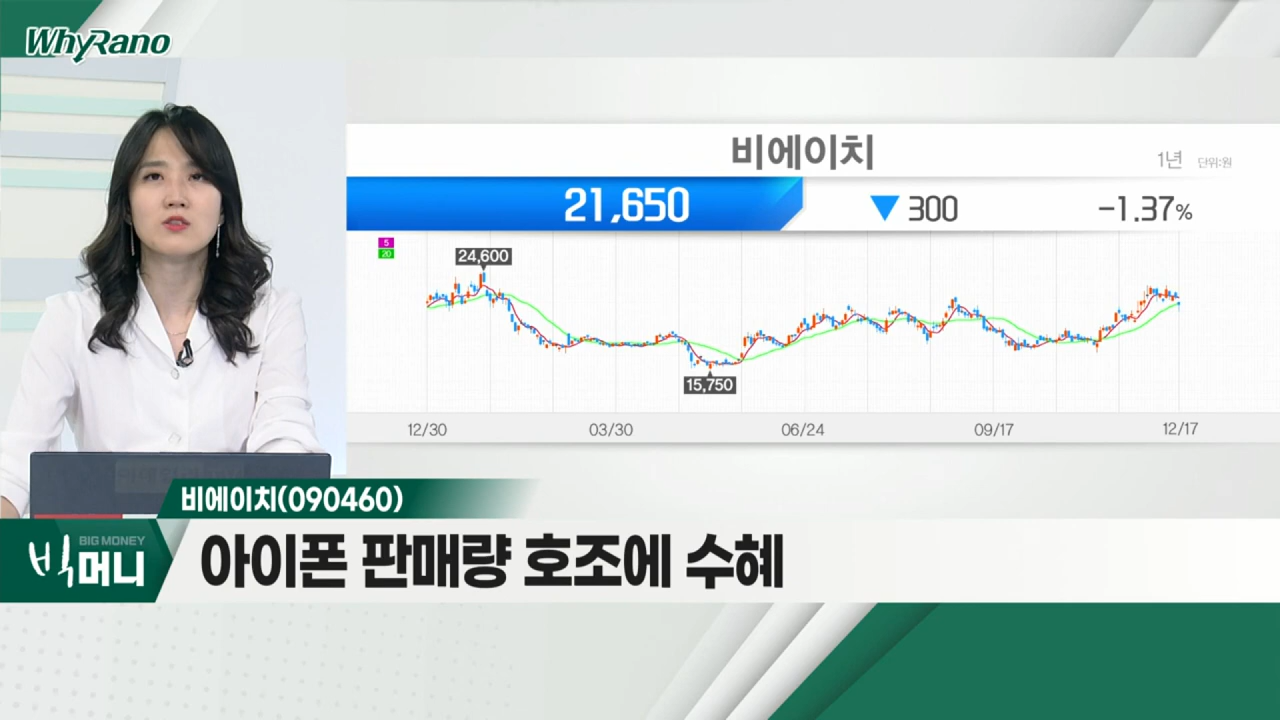 WhyRano
비에이치
1년 단위:원
21,650 ▼ 300 -1.37%
5
20
24,600
15,750
12/30 03/30 06/24 09/17 12/17
비에이치(090460)
BIG MONEY
빅머니
아이폰 판매량 호조에 수혜